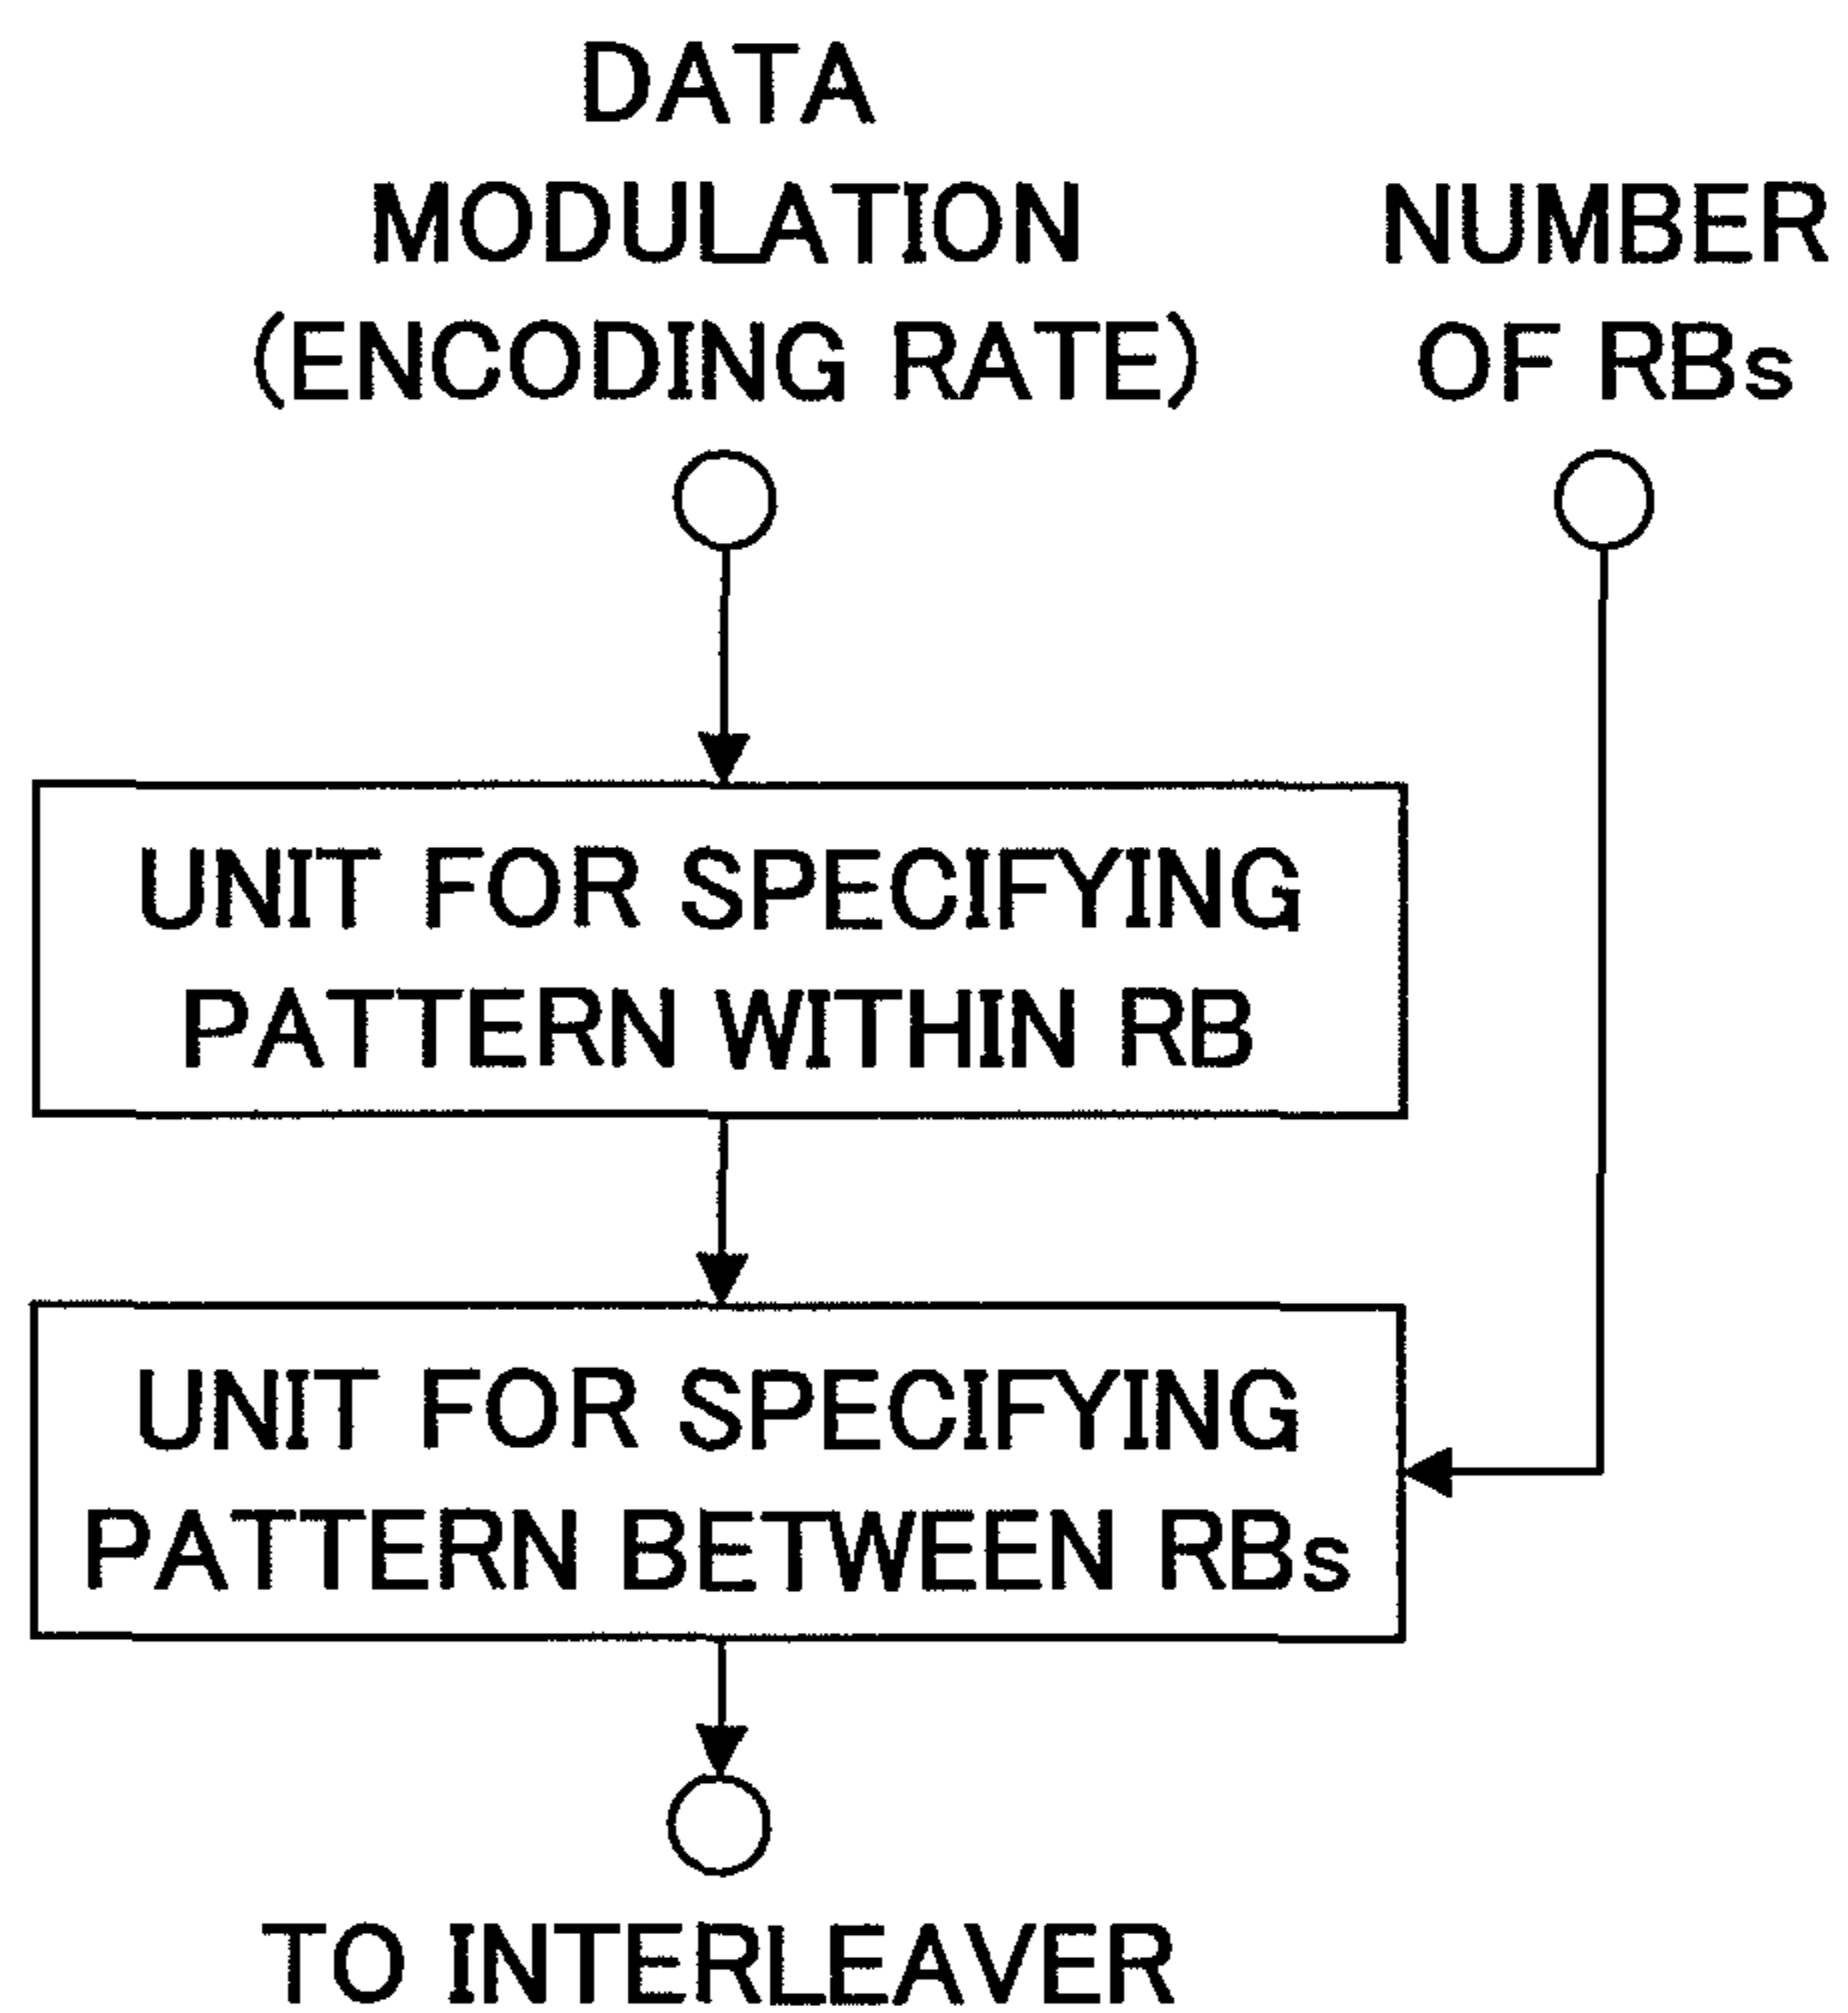 DATA
MODULATION
(ENCODING RATE)
NUMBER
OF RBs
UNIT FOR SPECIFYING
PATTERN WITHIN RB
UNIT FOR SPECIFYING
PATTERN BETWEEN RBs
TO INTERLEAVER